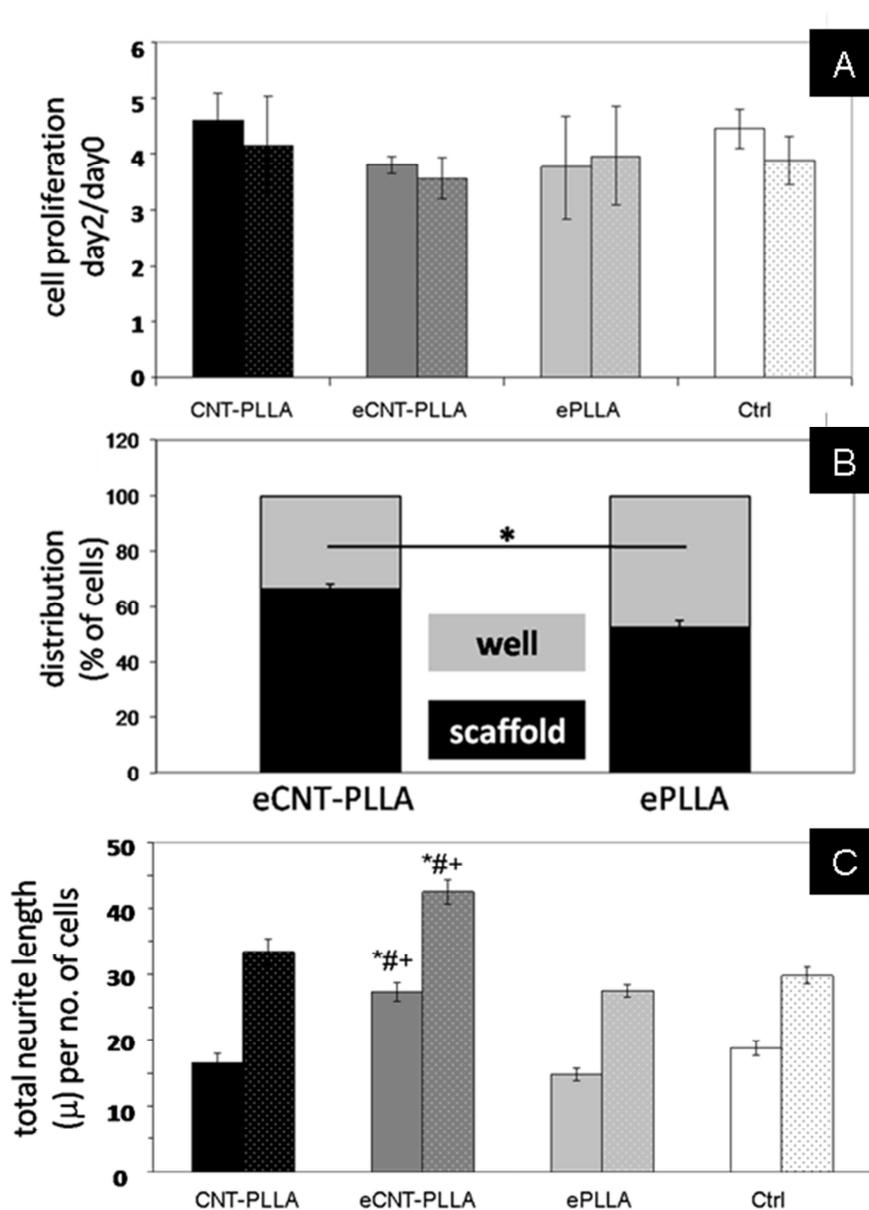 A
cell proliferation
day2/day0
6
5
4
3
2
1
0
CNT-PLLA eCNT-PLLA ePLLA Ctrl
B
distribution
(% of cells)
120
100
80
60
40
20
0
*
well
scaffold
eCNT-PLLA ePLLA
C
total neurite length
(μ) per no. of cells
50
40
30
20
10
0
*#+
*#+
CNT-PLLA eCNT-PLLA ePLLA Ctrl